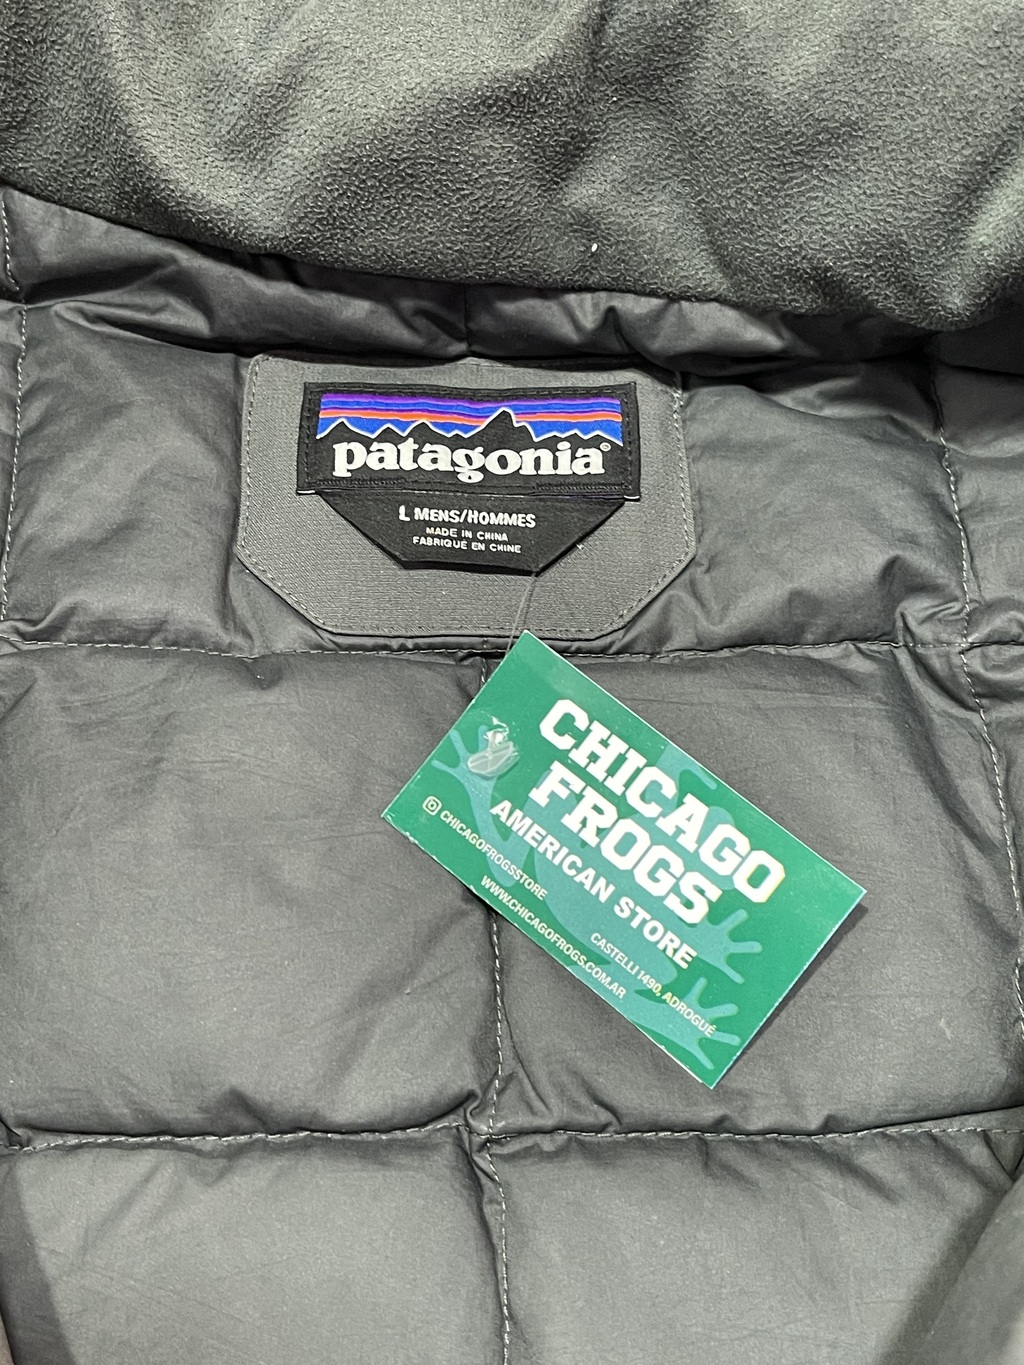 patagonia®
L MENS/HOMMES
MADE IN CHINA
FABRIQUÉ EN CHINE
CHICAGO
FROGS
AMERICAN STORE
CHICAGOFROGSSTORE
WWW.CHICAGOFROGS.COM.AR
CASTELLI 1490, ADROGUÉ